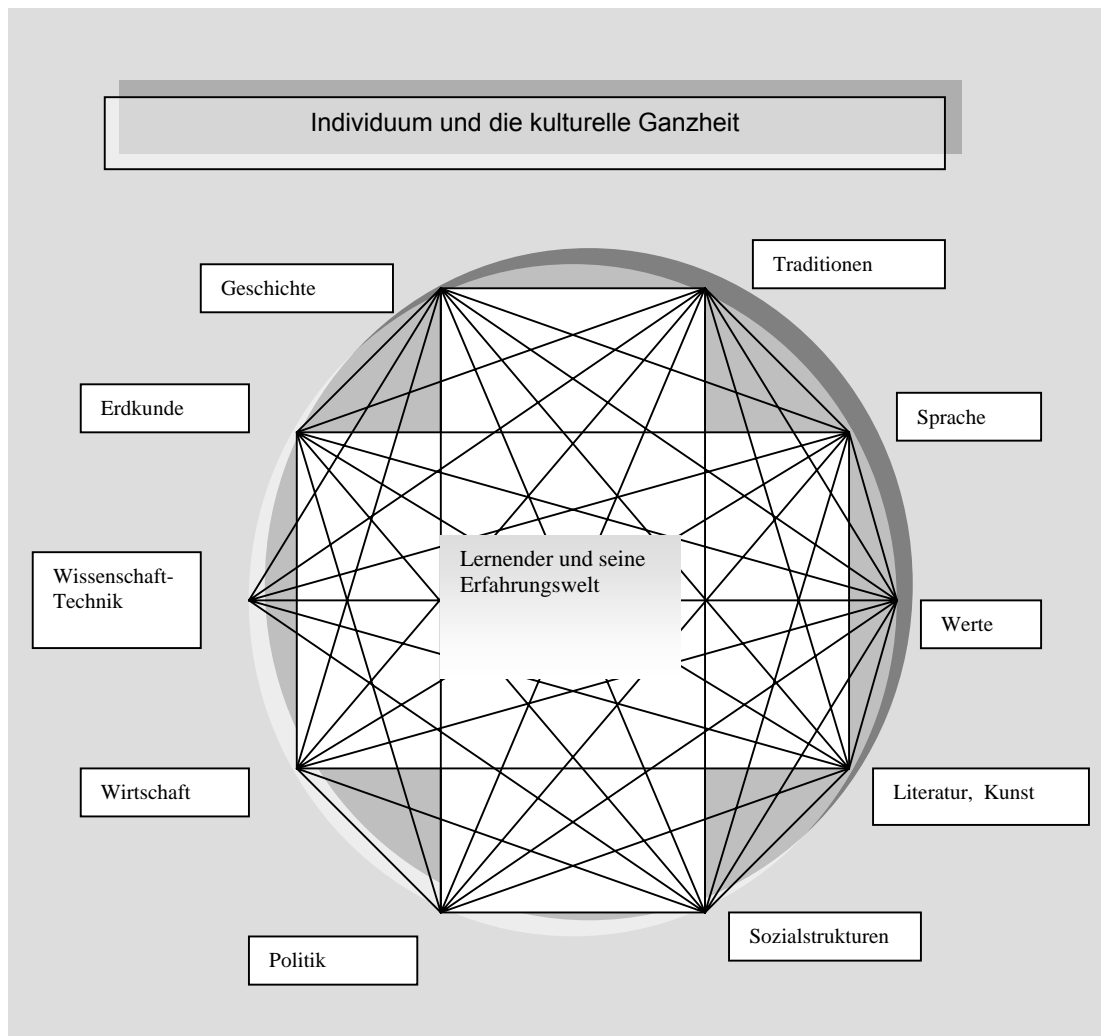 Individuum und die kulturelle Ganzheit
Traditionen
Geschichte
Erdkunde
Sprache
Lernender und seine
Erfahrungswelt
Wissenschaft-
Technik
Werte
Wirtschaft
Literatur, Kunst
Sozialstrukturen
Politik